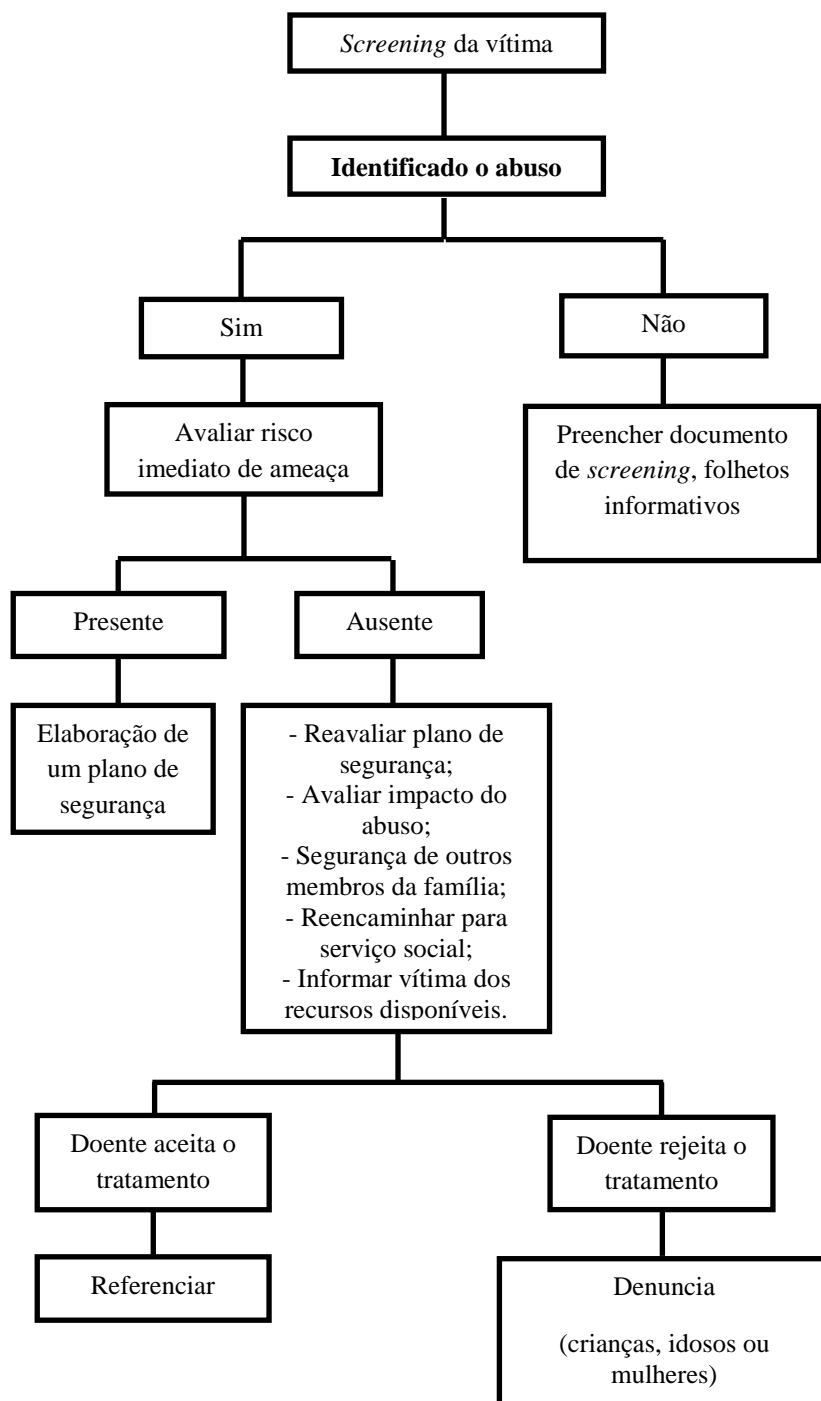 Screening da vítima
Identificado o abuso
Sim
Não
Avaliar risco
imediato de ameaça
Preencher documento
de screening, folhetos
informativos
Presente
Ausente
Elaboração de
um plano de
segurança
- Reavaliar plano de
segurança;
- Avaliar impacto do
abuso;
- Segurança de outros
membros da família;
- Reencaminhar para
serviço social;
- Informar vítima dos
recursos disponíveis.
Doente aceita o
tratamento
Doente rejeita o
tratamento
Referenciar
Denuncia
(crianças, idosos ou
mulheres)